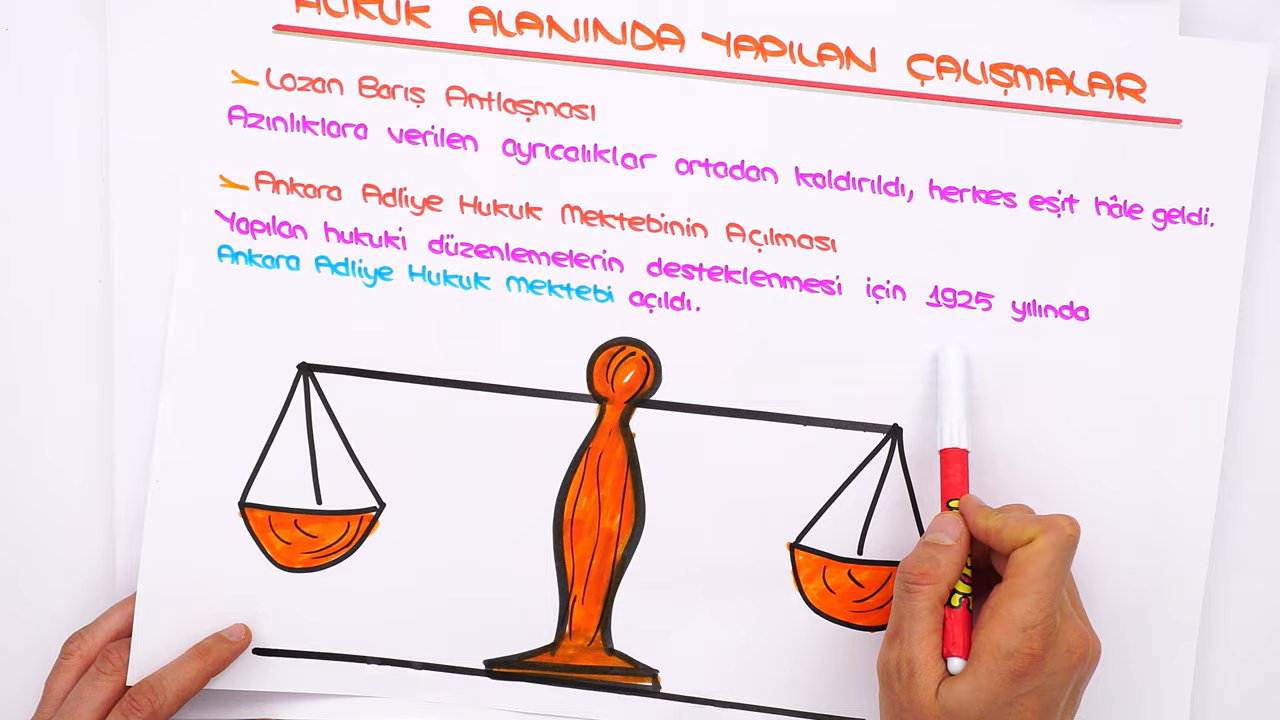 HUKUK ALANINDA YAPILAN ÇALIŞMALAR
Lozan Barış Antlaşması
Azınlıklara verilen ayrıcalıklar ortadan kaldırıldı, herkes eşit hâle geldi.
Ankara Adliye Hukuk Mektebinin Açılması
Yapılan hukuki düzenlemelerin desteklenmesi için 1925 yılında
Ankara Adliye Hukuk Mektebi açıldı.